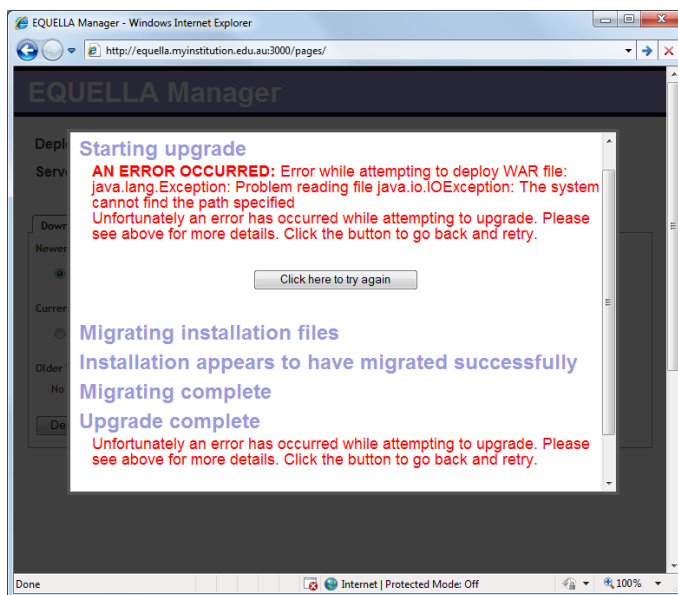 EQUELLA Manager - Windows Internet Explorer
http://equella.myinstitution.edu.au:3000/pages/
EQUELLA Manager
Starting upgrade
AN ERROR OCCURRED: Error while attempting to deploy WAR file:
java.lang.Exception: Problem reading file java.io.IOException: The system
cannot find the path specified
Unfortunately an error has occurred while attempting to upgrade. Please
see above for more details. Click the button to go back and retry.
Click here to try again
Migrating installation files
Installation appears to have migrated successfully
Migrating complete
Upgrade complete
Unfortunately an error has occurred while attempting to upgrade. Please
see above for more details. Click the button to go back and retry.
Older
No
Done
Internet | Protected Mode: Off
100%